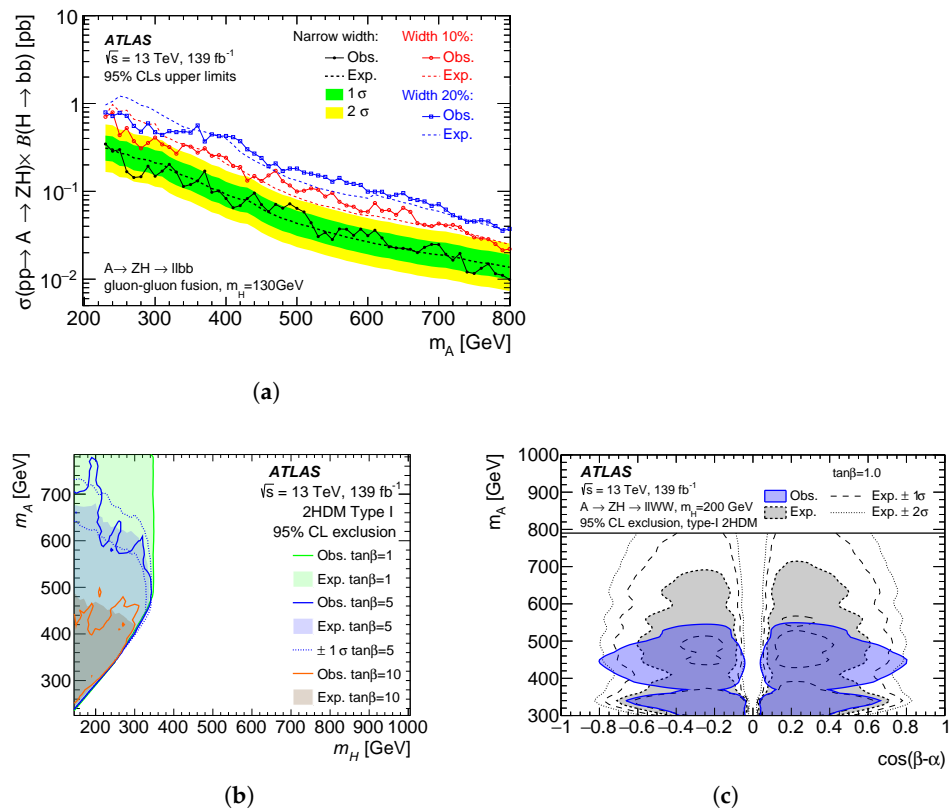 σ(pp→ A → ZH)× B(H → bb) [pb]
10
1
10⁻¹
10⁻²
ATLAS
√s = 13 TeV, 139 fb⁻¹
95% CLs upper limits
Narrow width:
Obs.
Exp.
1 σ
2 σ
Width 10%:
Obs.
Exp.
Width 20%:
Obs.
Exp.
A→ ZH → llbb
gluon-gluon fusion, m_H=130GeV
200 300 400 500 600 700 800
m_A [GeV]
(a)
m_A [GeV]
700
600
500
400
300
ATLAS
√s = 13 TeV, 139 fb⁻¹
2HDM Type I
95% CL exclusion
Obs. tanβ=1
Exp. tanβ=1
Obs. tanβ=5
Exp. tanβ=5
± 1 σ tanβ=5
Obs. tanβ=10
Exp. tanβ=10
200 300 400 500 600 700 800 900 1000
m_H [GeV]
(b)
m_A [GeV]
1000
900
800
700
600
500
400
300
ATLAS
√s = 13 TeV, 139 fb⁻¹
A → ZH → llWW, m_H=200 GeV
95% CL exclusion, type-I 2HDM
tanβ=1.0
Obs.
Exp.
Exp. ± 1σ
Exp. ± 2σ
−1 −0.8 −0.6 −0.4 −0.2 0 0.2 0.4 0.6 0.8 1
cos(β-α)
(c)